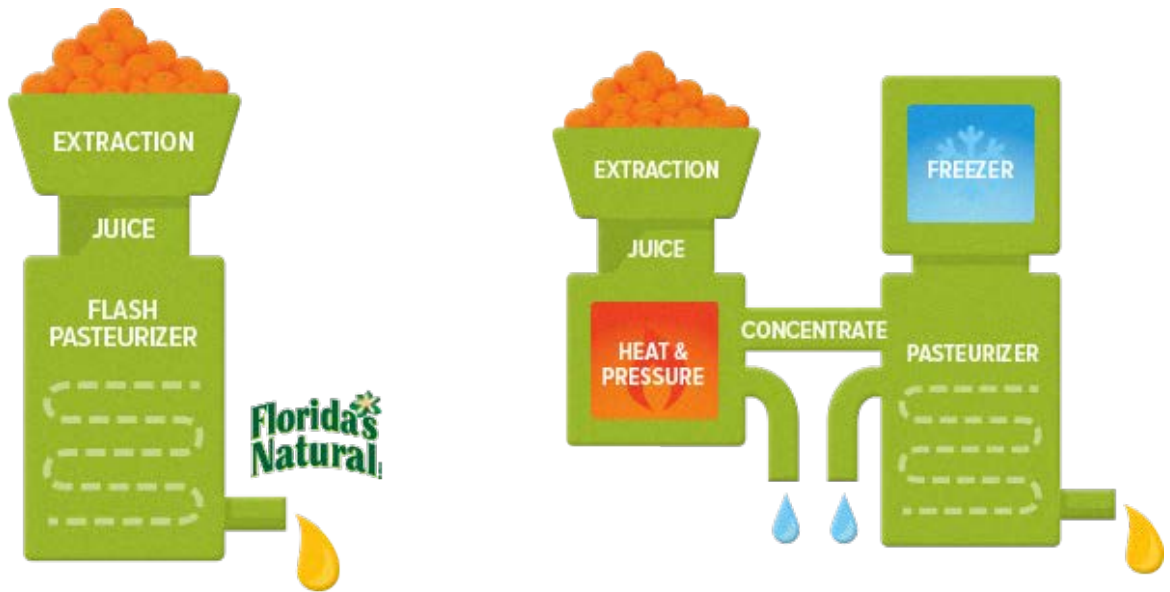 EXTRACTION
JUICE
FLASH
PASTEURIZER
Florida's
Natural
EXTRACTION
JUICE
HEAT &
PRESSURE
CONCENTRATE
FREEZER
PASTEURIZER